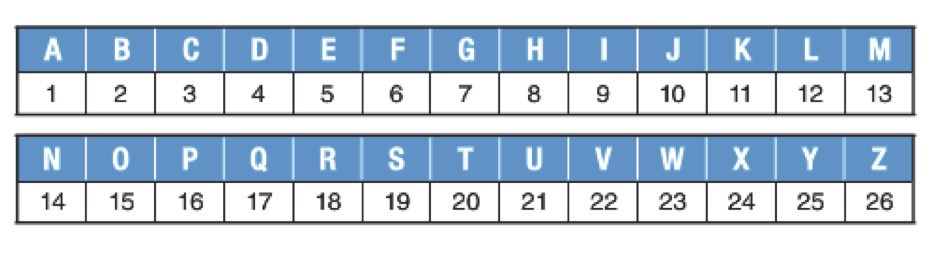 A B C D E F G H I J K L M
1 2 3 4 5 6 7 8 9 10 11 12 13
N O P Q R S T U V W X Y Z
14 15 16 17 18 19 20 21 22 23 24 25 26